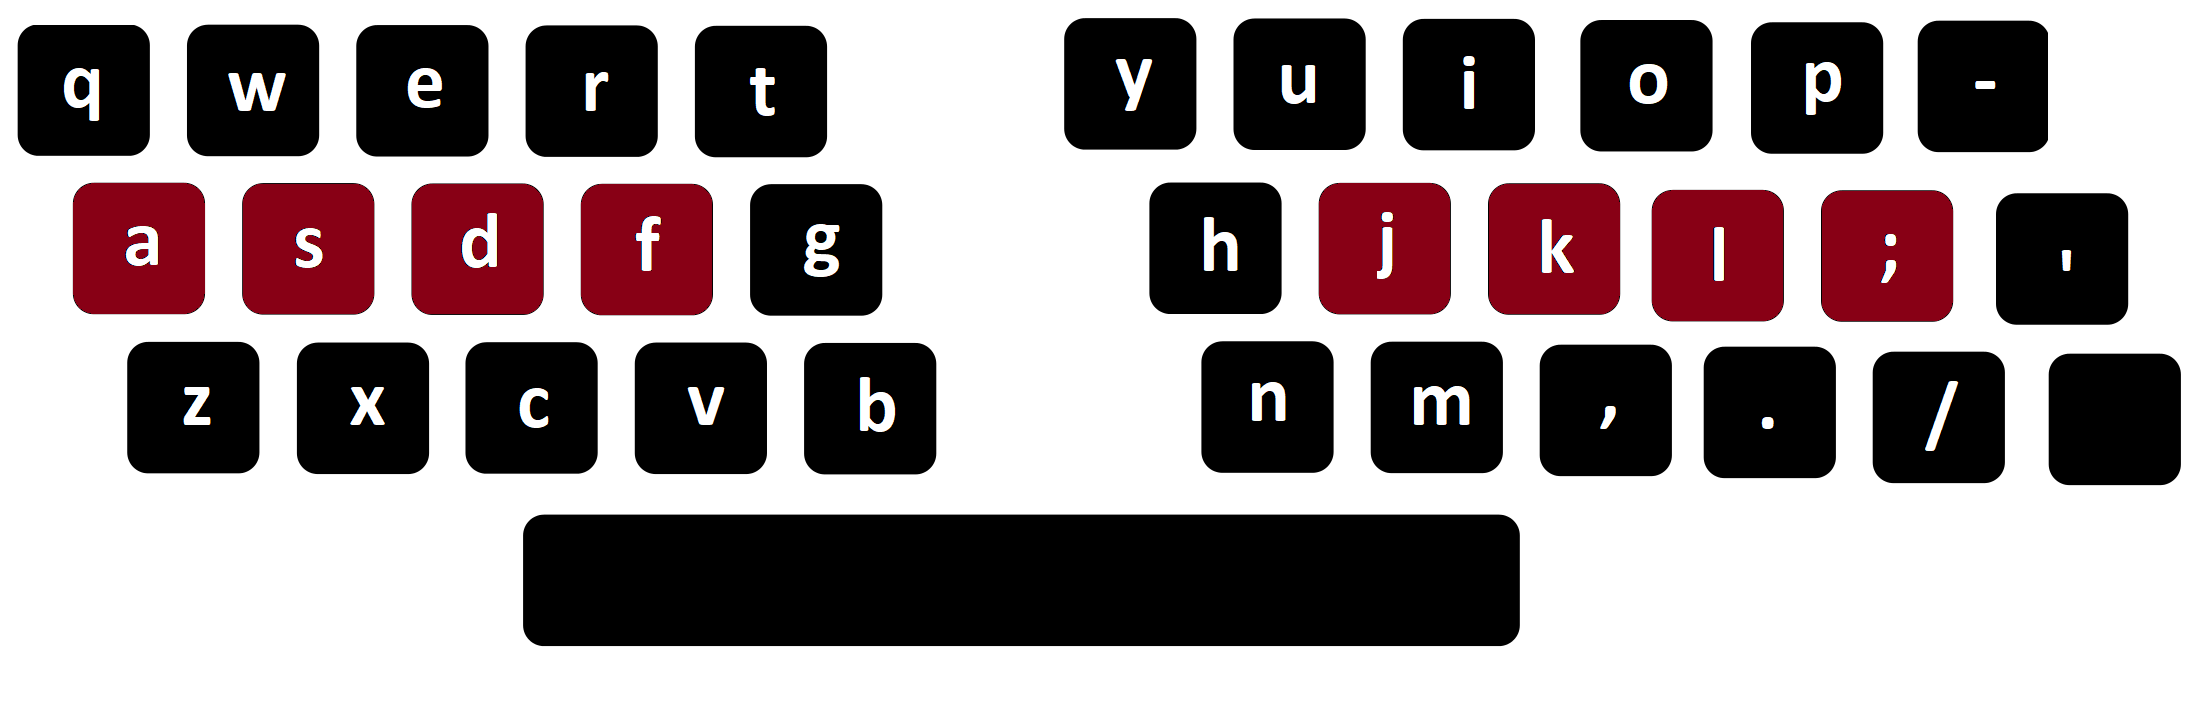 q w e r t y u i o p -
a s d f g h j k l ; '
z x c v b n m , . /